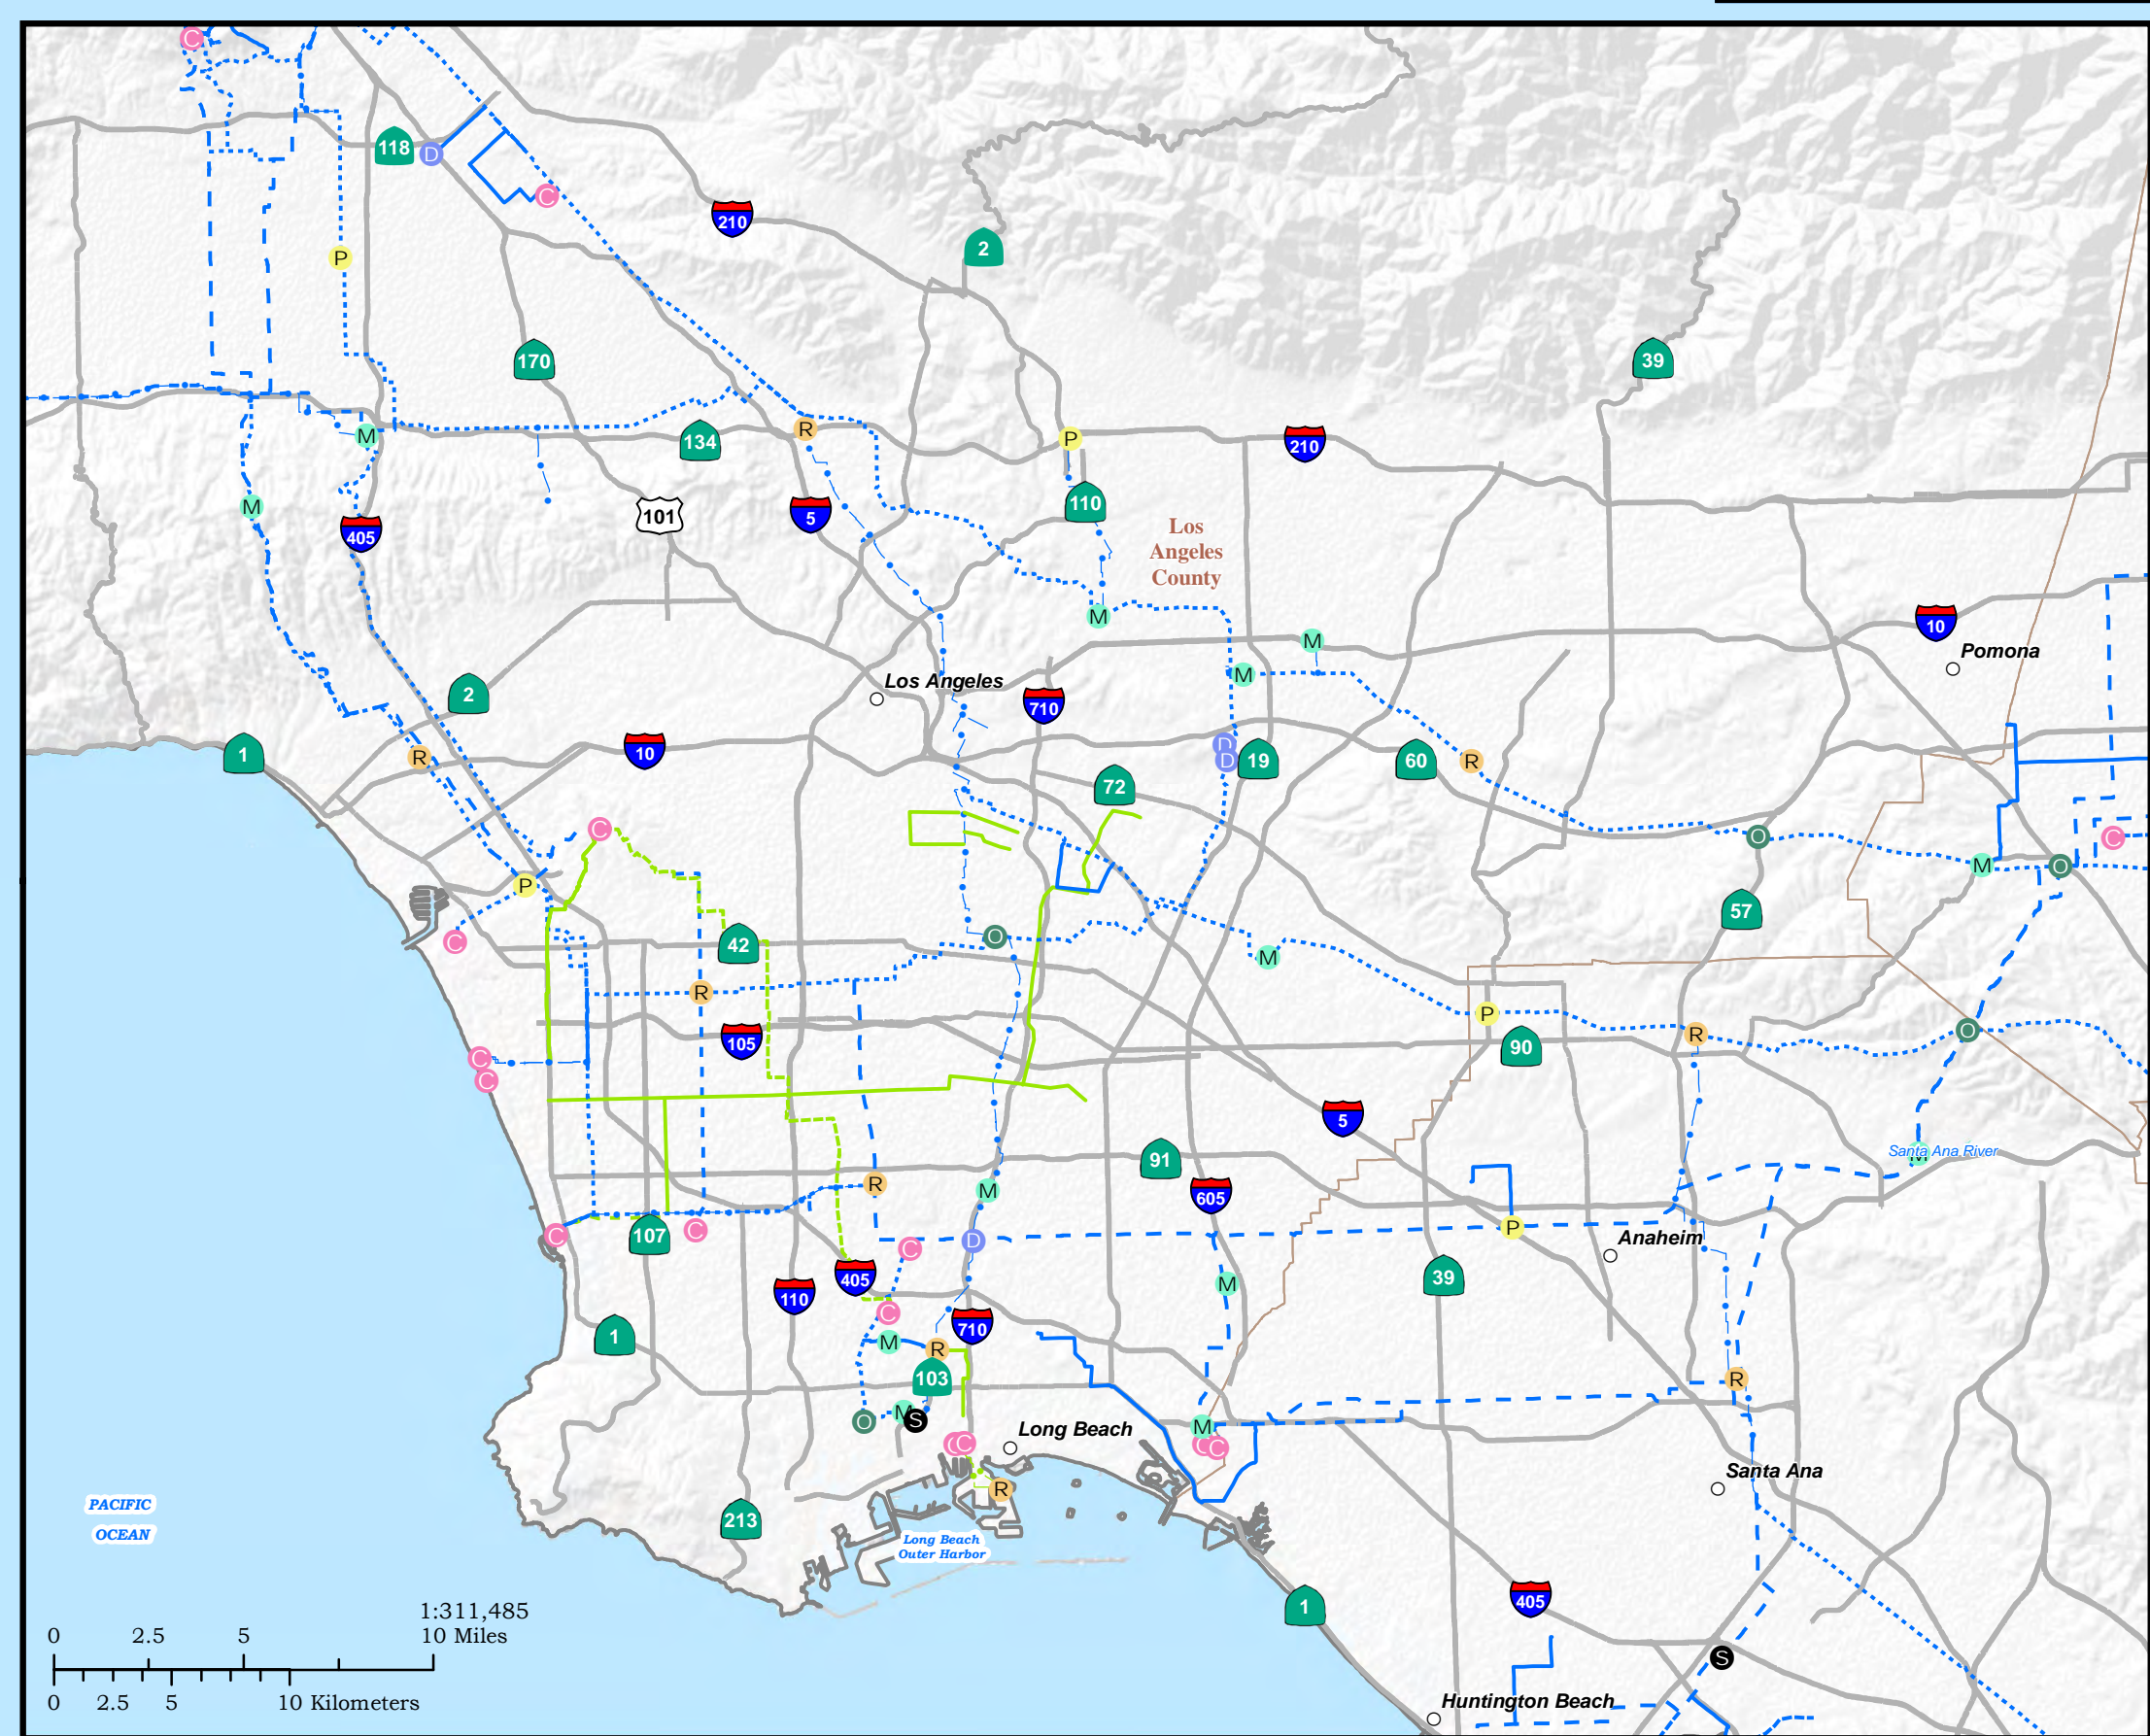 C
118
D
C
210
2
P
170
39
M
134
R
P
210
M
405
101
5
110
Los
Angeles
County
M
M
10
Pomona
M
2
Los Angeles
710
1
R
10
D
D
19
60
R
72
C
O
C
M
O
P
57
C
42
O
M
R
P
R
O
105
90
C
C
5
91
M
Santa Ana River
R
M
605
C
107
C
C
D
P
Anaheim
405
110
M
39
C
710
1
M
R
103
R
O
M
S
M
C
C
Long Beach
C
C
Santa Ana
R
PACIFIC
OCEAN
213
Long Beach
Outer Harbor
1
405
1:311,485
0 2.5 5 10 Miles
S
0 2.5 5 10 Kilometers
Huntington Beach